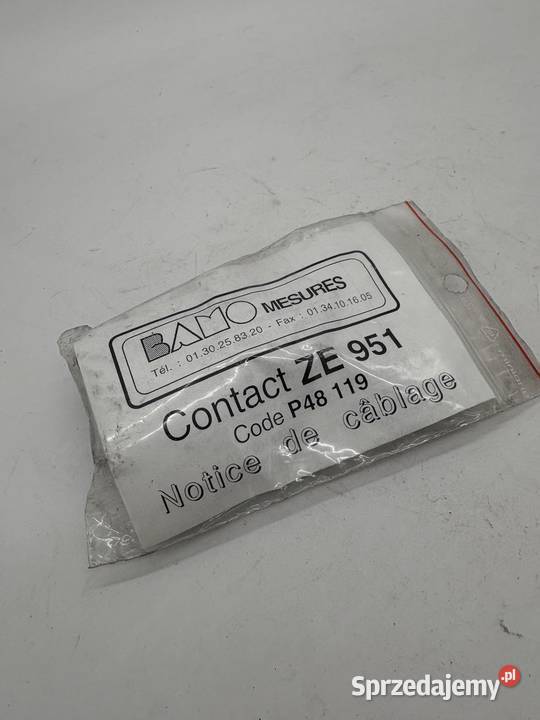 BAMO MESURES
Tél. : 01.30.25.83.20 - Fax : 01.34.10.16.05
Contact ZE 951
Code P48 119
Notice de câblage
Sprzedajemy.pl